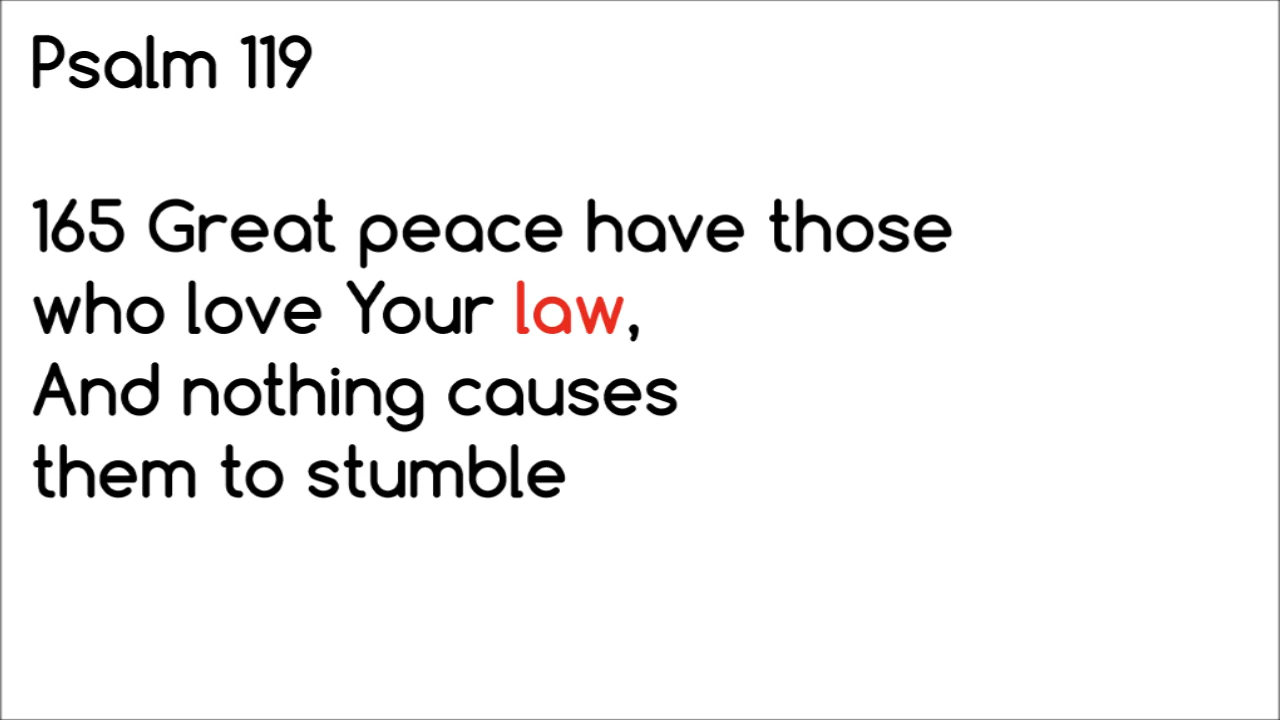 Psalm 119
165 Great peace have those
who love Your law,
And nothing causes
them to stumble